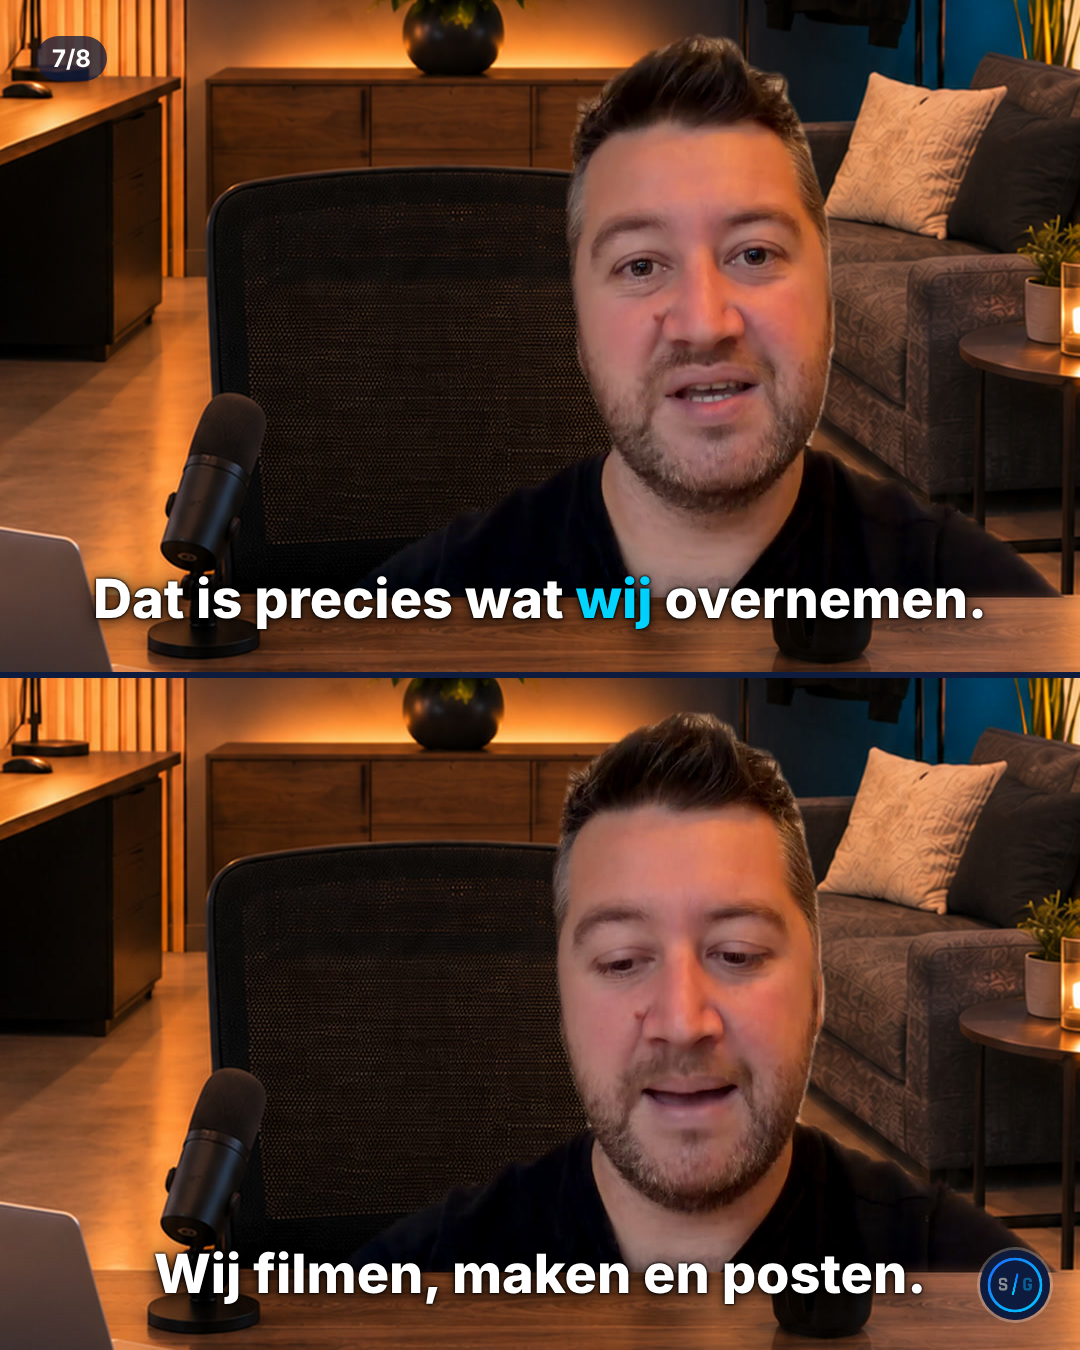 7/8
Dat is precies wat wij overnemen.
Wij filmen, maken en posten.
S/G